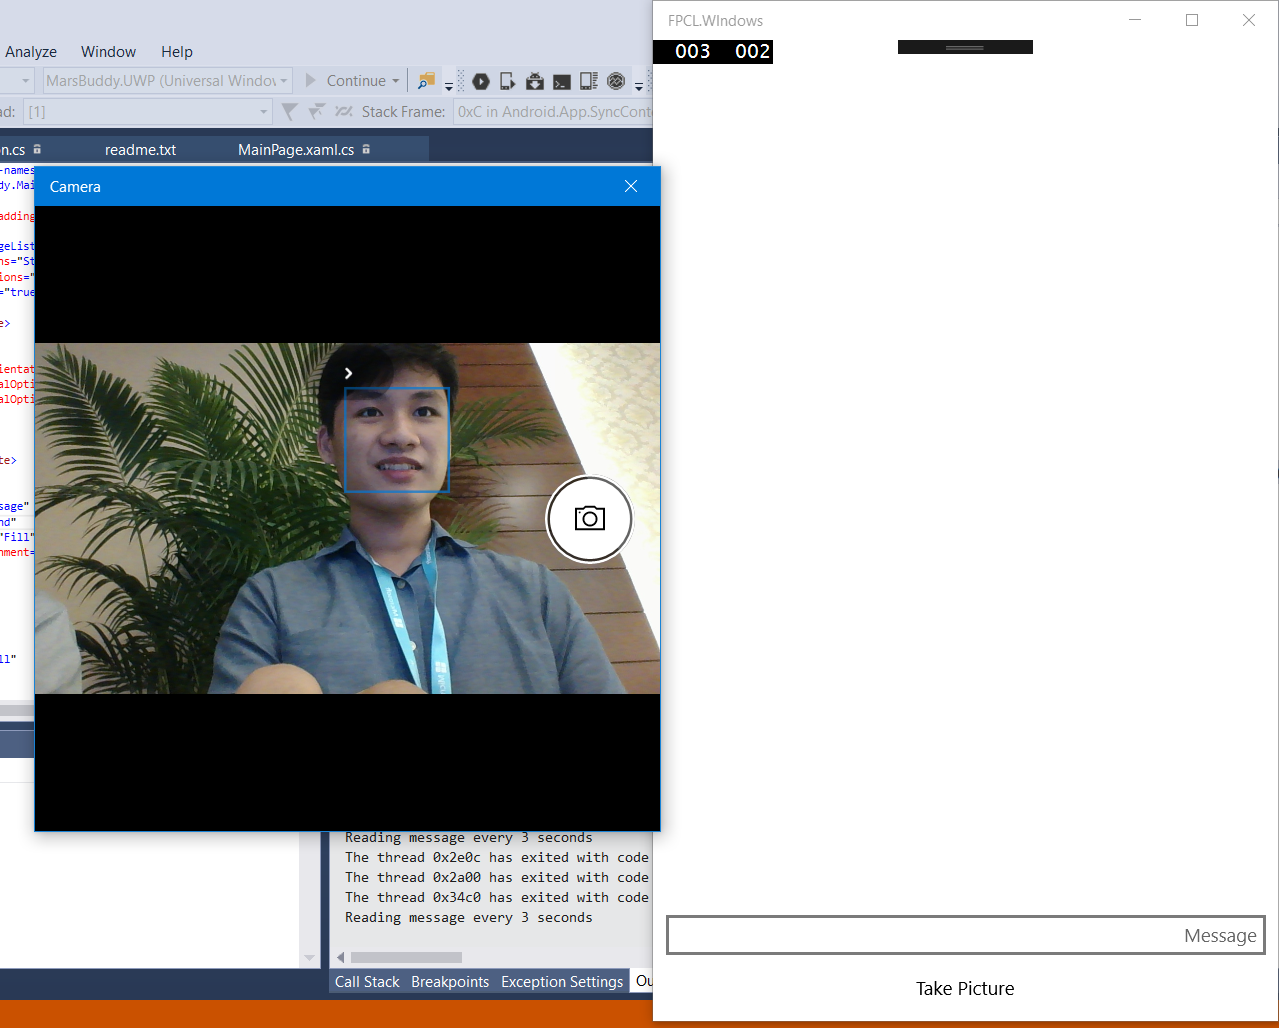 FPCL.WIndows
003 002
Analyze Window Help
MarsBuddy.UWP (Universal Window
Continue
ad: [1]
Stack Frame: 0xC in Android.App.SyncConte
n.cs readme.txt MainPage.xaml.cs
-names
dy.Mai
Camera
adding
geList
ns="St
ions="
="true
e>
ientat
alOpti
alOpti
te>
sage"
nd"
"Fill"
nment=
ll"
Microsoft
Reading message every 3 seconds
The thread 0x2e0c has exited with code
The thread 0x2a00 has exited with code
The thread 0x34c0 has exited with code
Reading message every 3 seconds
Message
Call Stack Breakpoints Exception Settings Ou
Take Picture